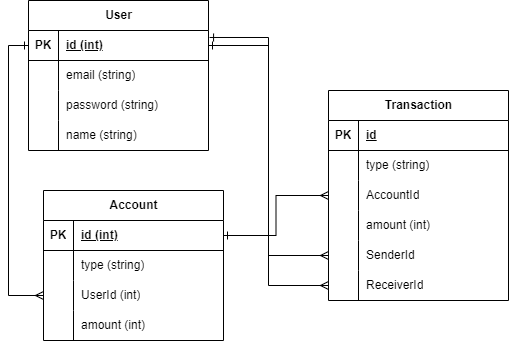 User
PK id (int)
email (string)
password (string)
name (string)
Account
PK id (int)
type (string)
UserId (int)
amount (int)
Transaction
PK id
type (string)
AccountId
amount (int)
SenderId
ReceiverId